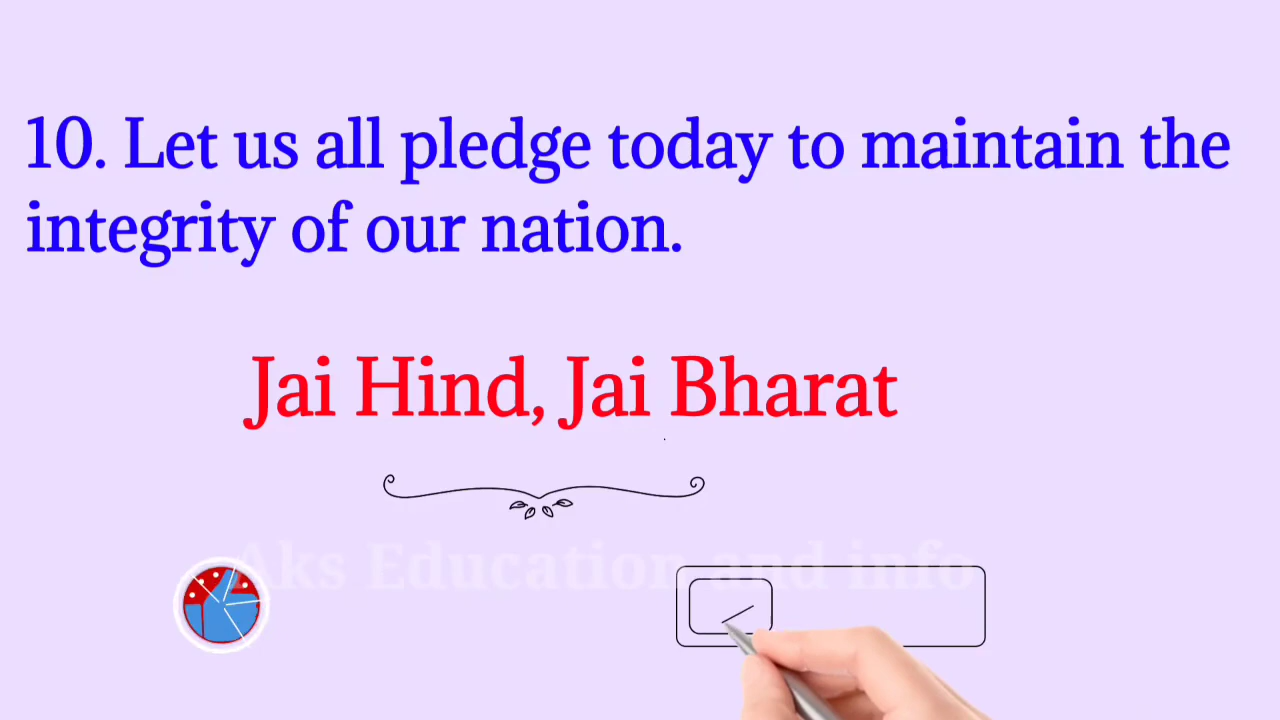 10. Let us all pledge today to maintain the
integrity of our nation.
Jai Hind, Jai Bharat
Aks Education and info